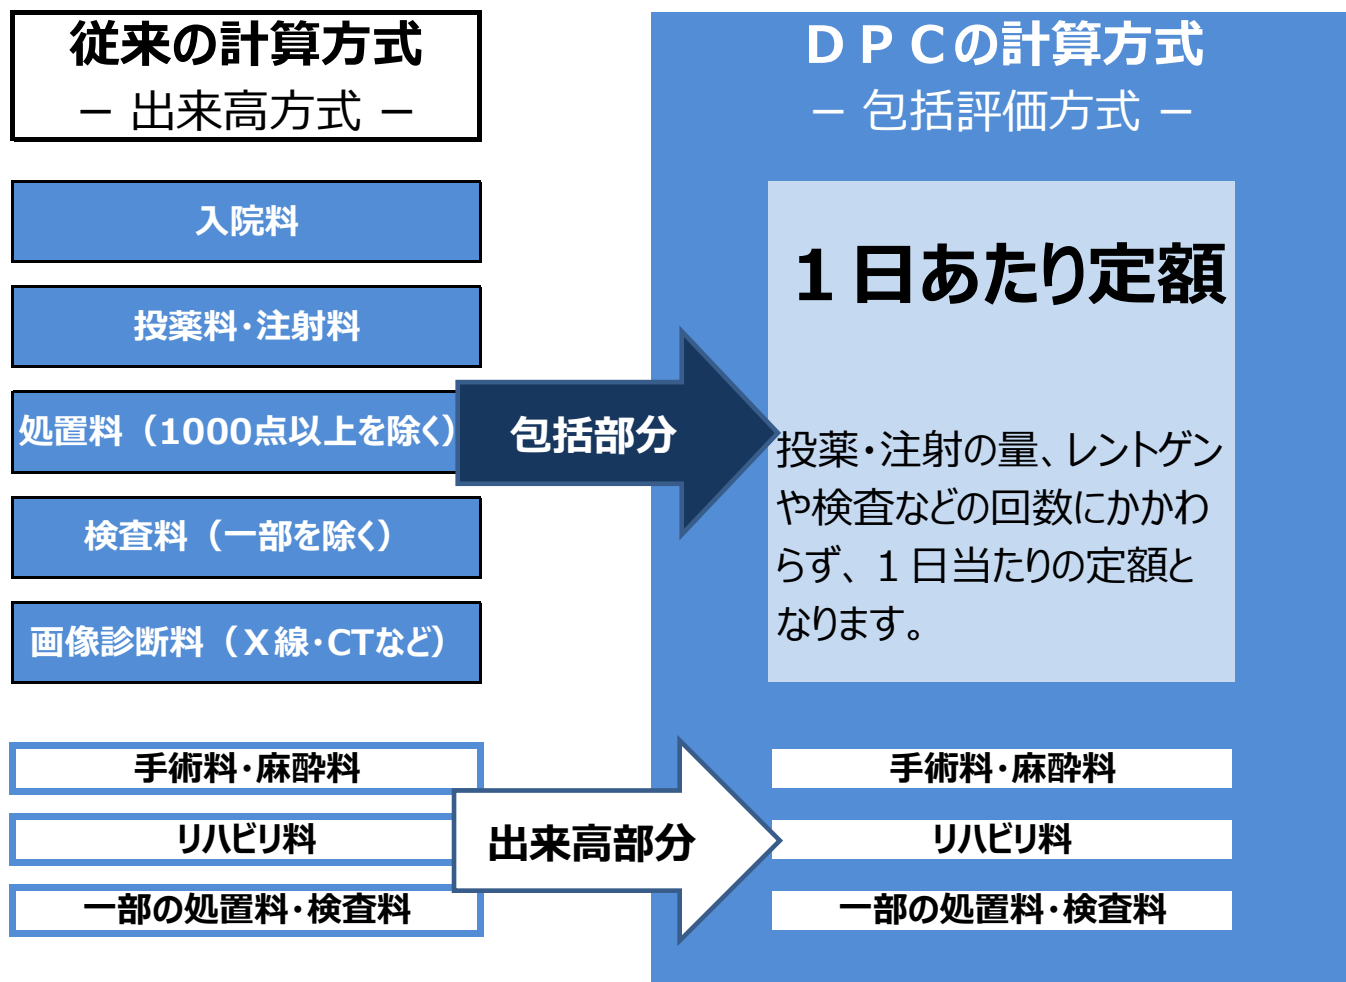 従来の計算方式
－ 出来高方式 －
入院料
投薬料･注射料
処置料（1000点以上を除く）
検査料（一部を除く）
画像診断料（Ｘ線･CTなど）
手術料･麻酔料
リハビリ料
一部の処置料･検査料
包括部分
出来高部分
ＤＰＣの計算方式
－ 包括評価方式 －
１日あたり定額
投薬･注射の量、レントゲン
や検査などの回数にかかわ
らず、１日当たりの定額と
なります。
手術料･麻酔料
リハビリ料
一部の処置料･検査料